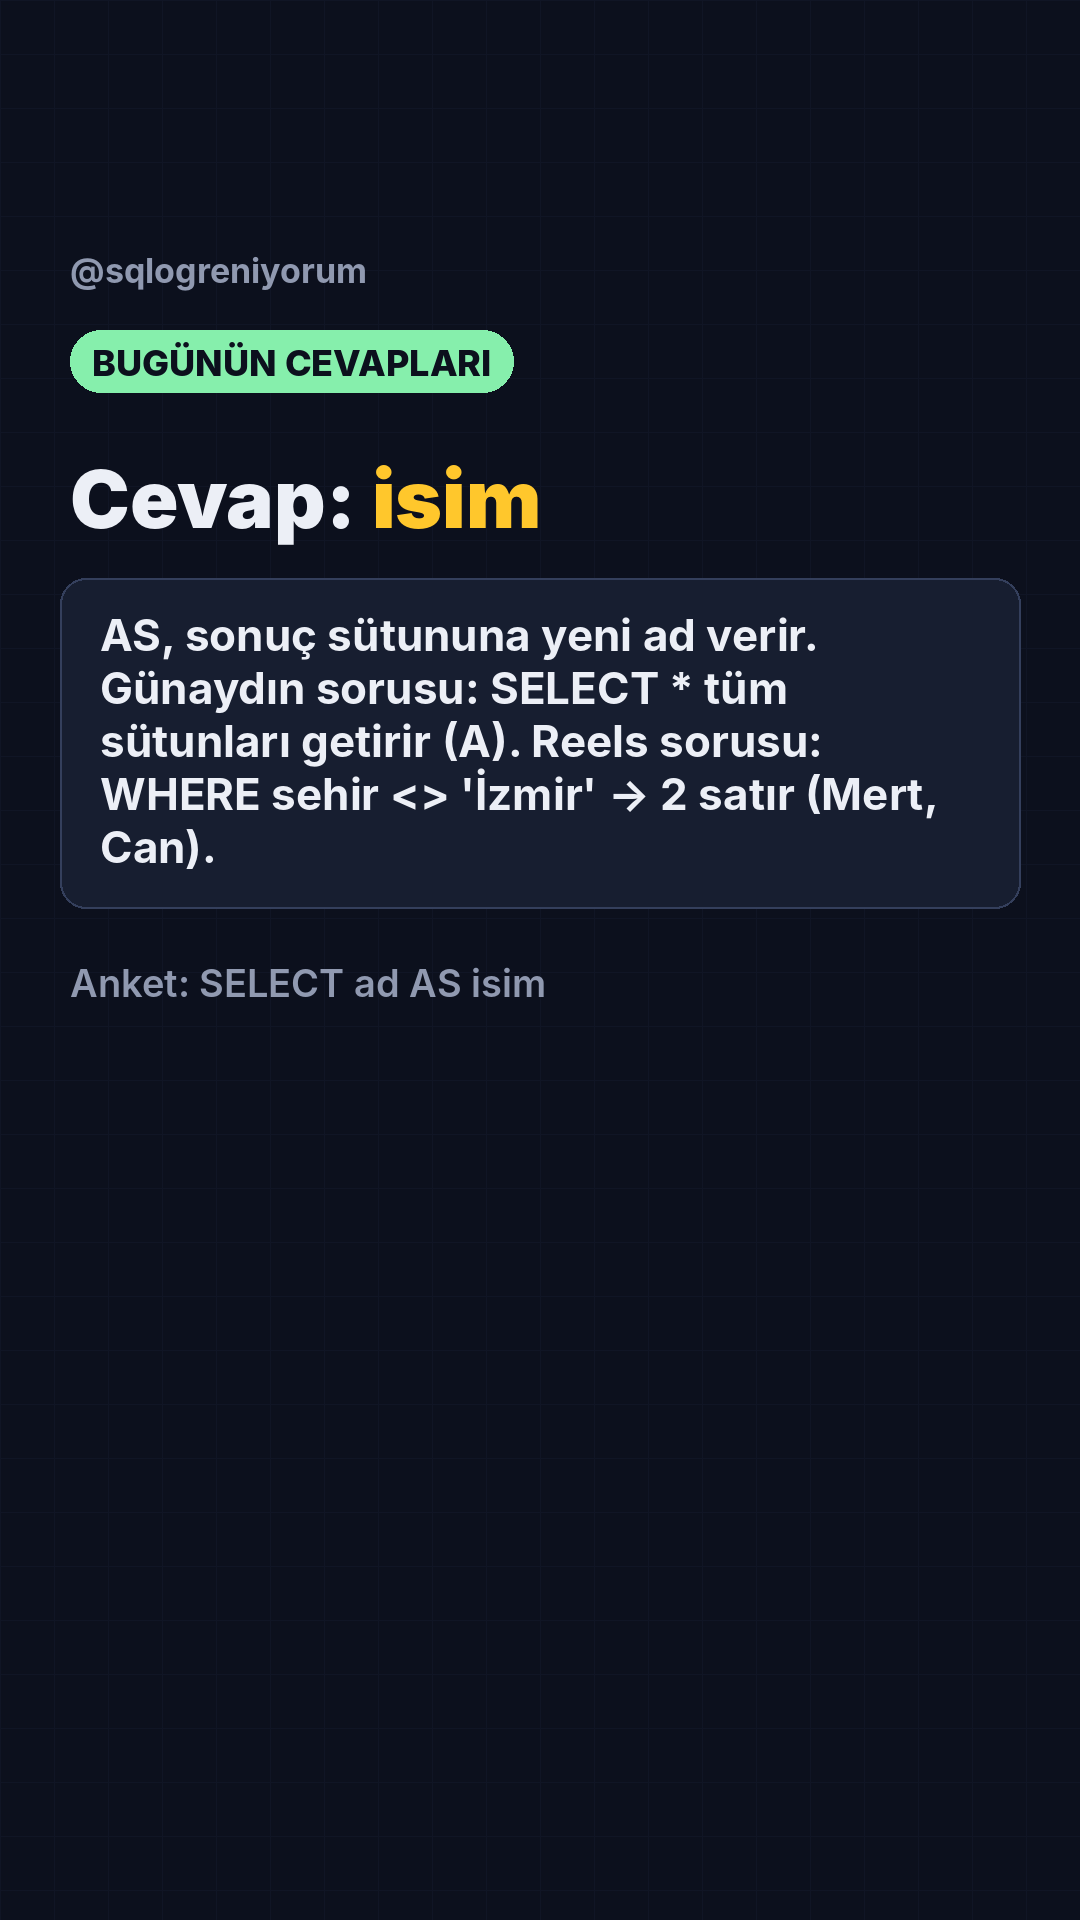 @sqlogreniyorum
BUGÜNÜN CEVAPLARI
Cevap: isim
AS, sonuç sütununa yeni ad verir.
Günaydın sorusu: SELECT * tüm
sütunları getirir (A). Reels sorusu:
WHERE sehir <> 'İzmir' → 2 satır (Mert,
Can).
Anket: SELECT ad AS isim